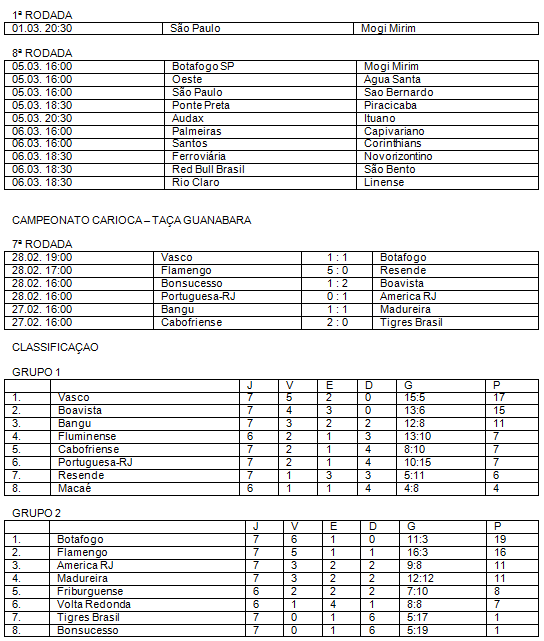 1ª RODADA
01.03. 20:30 São Paulo Mogi Mirim
8ª RODADA
05.03. 16:00 Botafogo SP Mogi Mirim
05.03. 16:00 Oeste Agua Santa
05.03. 16:00 São Paulo Sao Bernardo
05.03. 18:30 Ponte Preta Piracicaba
05.03. 20:30 Audax Ituano
06.03. 16:00 Palmeiras Capivariano
06.03. 16:00 Santos Corinthians
06.03. 18:30 Ferroviária Novorizontino
06.03. 18:30 Red Bull Brasil São Bento
06.03. 18:30 Rio Claro Linense
CAMPEONATO CARIOCA – TAÇA GUANABARA
7ª RODADA
28.02. 19:00 Vasco 1 : 1 Botafogo
28.02. 17:00 Flamengo 5 : 0 Resende
28.02. 16:00 Bonsucesso 1 : 2 Boavista
28.02. 16:00 Portuguesa-RJ 0 : 1 America RJ
27.02. 16:00 Bangu 1 : 1 Madureira
27.02. 16:00 Cabofriense 2 : 0 Tigres Brasil
CLASSIFICAÇAO
GRUPO 1
J V E D G P
1. Vasco 7 5 2 0 15:5 17
2. Boavista 7 4 3 0 13:6 15
3. Bangu 7 3 2 2 12:8 11
4. Fluminense 6 2 1 3 13:10 7
5. Cabofriense 7 2 1 4 8:10 7
6. Portuguesa-RJ 7 2 1 4 10:15 7
7. Resende 7 1 3 3 5:11 6
8. Macaé 6 1 1 4 4:8 4
GRUPO 2
J V E D G P
1. Botafogo 7 6 1 0 11:3 19
2. Flamengo 7 5 1 1 16:3 16
3. America RJ 7 3 2 2 9:8 11
4. Madureira 7 3 2 2 12:12 11
5. Friburguense 6 2 2 2 7:10 8
6. Volta Redonda 6 1 4 1 8:8 7
7. Tigres Brasil 7 0 1 6 5:17 1
8. Bonsucesso 7 0 1 6 5:19 1